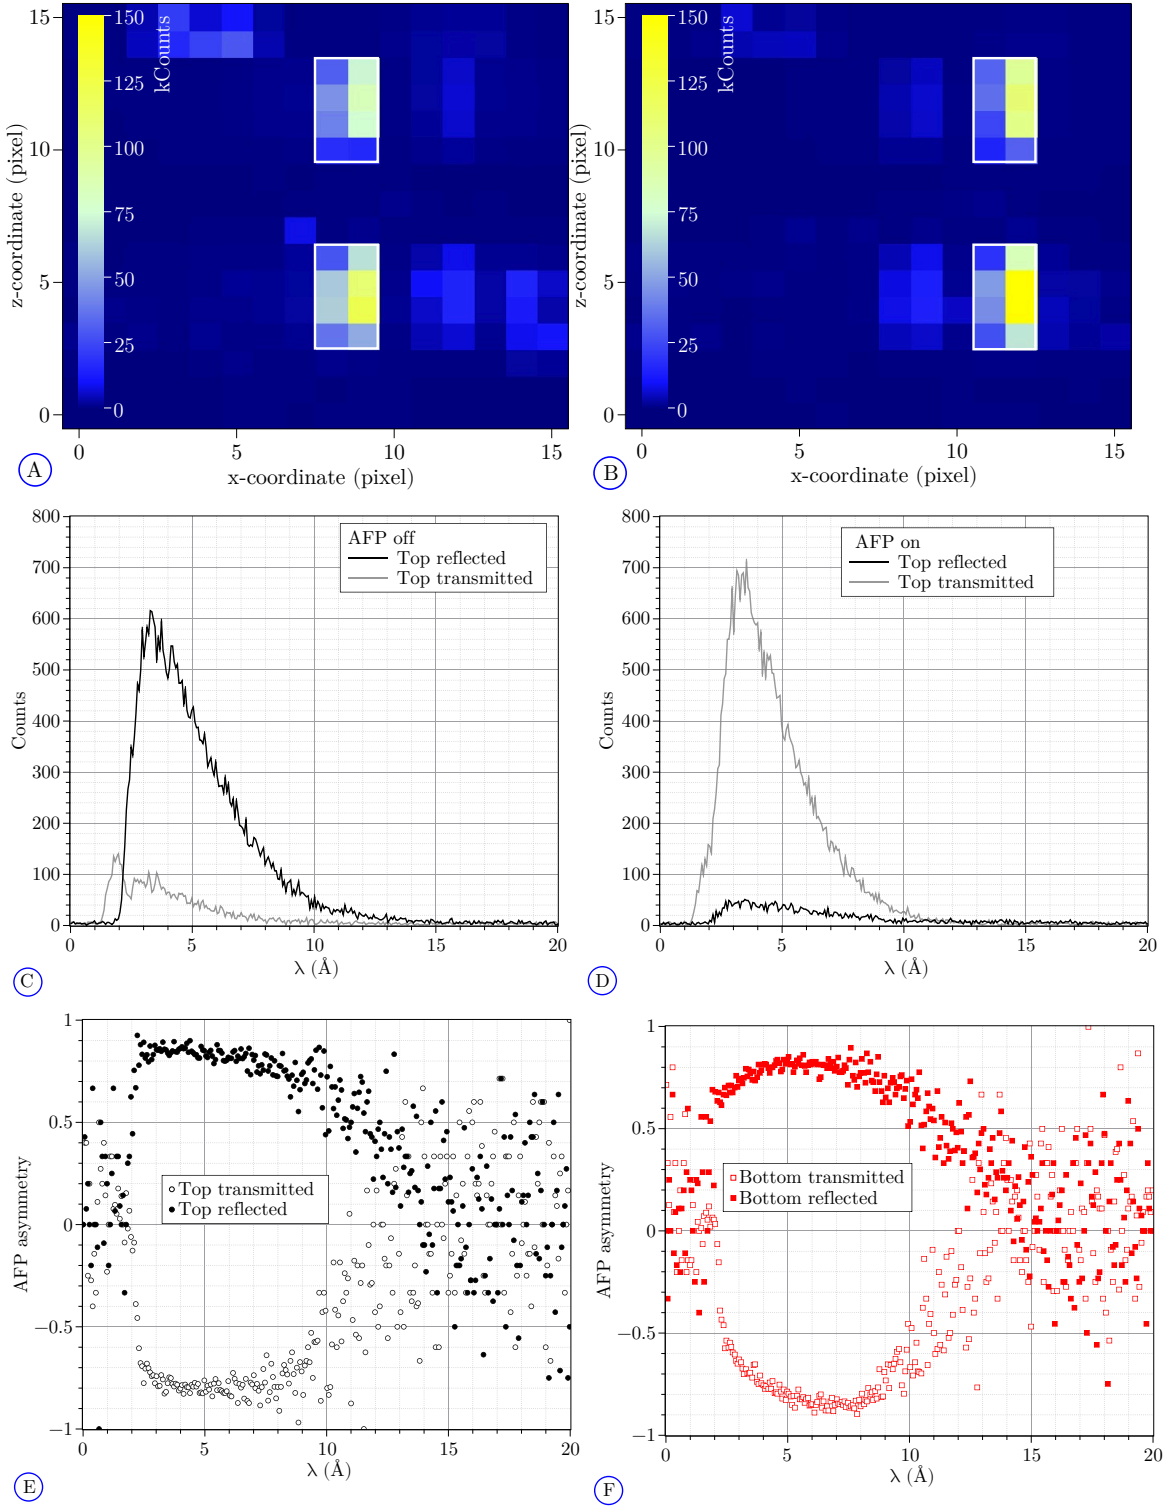 15
10
5
0
z-coordinate (pixel)
150
125
100
75
50
25
0
kCounts
0 5 10 15
x-coordinate (pixel)
A
15
10
5
0
z-coordinate (pixel)
150
125
100
75
50
25
0
kCounts
0 5 10 15
x-coordinate (pixel)
B
800
700
600
500
400
300
200
100
0
Counts
AFP off
Top reflected
Top transmitted
0 5 10 15 20
λ (Å)
C
800
700
600
500
400
300
200
100
0
Counts
AFP on
Top reflected
Top transmitted
0 5 10 15 20
λ (Å)
D
1
0.5
0
−0.5
−1
AFP asymmetry
Top transmitted
Top reflected
0 5 10 15 20
λ (Å)
E
1
0.5
0
−0.5
−1
AFP asymmetry
Bottom transmitted
Bottom reflected
0 5 10 15 20
λ (Å)
F